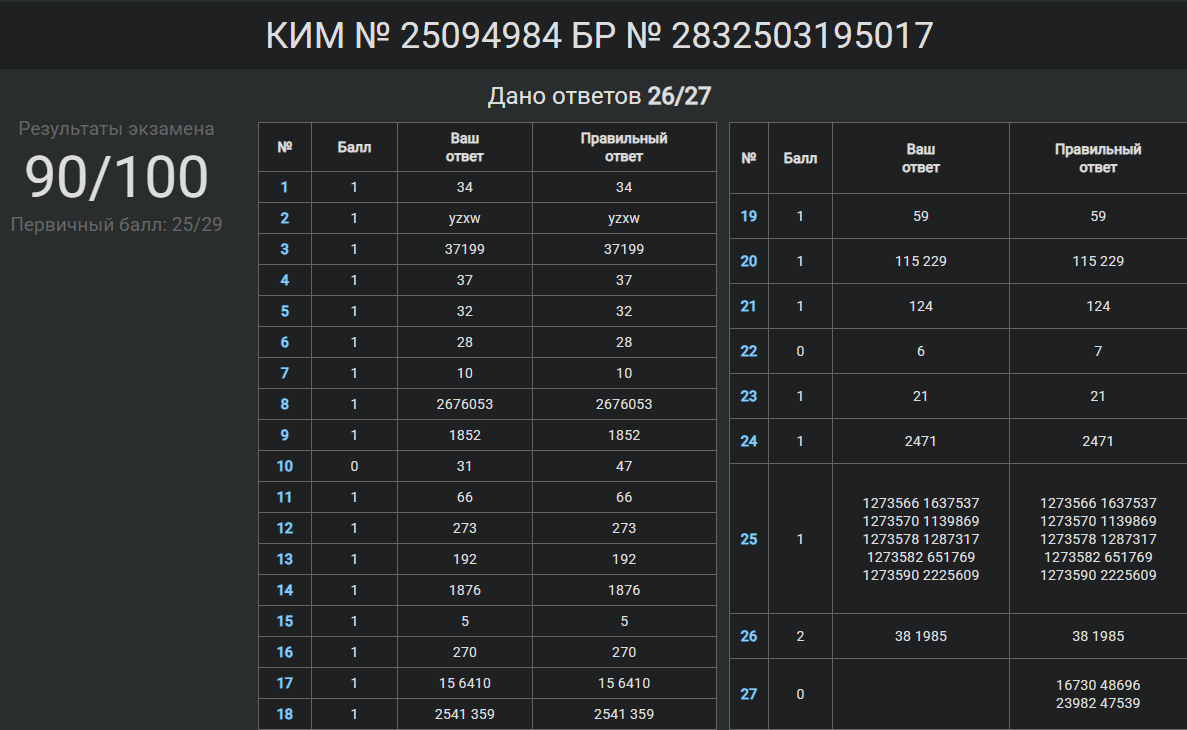 КИМ № 25094984 БР № 2832503195017
Дано ответов 26/27
Результаты экзамена
90/100
Первичный балл: 25/29
№ Балл Ваш ответ Правильный ответ
1 1 34 34
2 1 yzxw yzxw
3 1 37199 37199
4 1 37 37
5 1 32 32
6 1 28 28
7 1 10 10
8 1 2676053 2676053
9 1 1852 1852
10 0 31 47
11 1 66 66
12 1 273 273
13 1 192 192
14 1 1876 1876
15 1 5 5
16 1 270 270
17 1 15 6410 15 6410
18 1 2541 359 2541 359
№ Балл Ваш ответ Правильный ответ
19 1 59 59
20 1 115 229 115 229
21 1 124 124
22 0 6 7
23 1 21 21
24 1 2471 2471
1273566 1637537 1273566 1637537
1273570 1139869 1273570 1139869
25 1 1273578 1287317 1273578 1287317
1273582 651769 1273582 651769
1273590 2225609 1273590 2225609
26 2 38 1985 38 1985
27 0 16730 48696
23982 47539